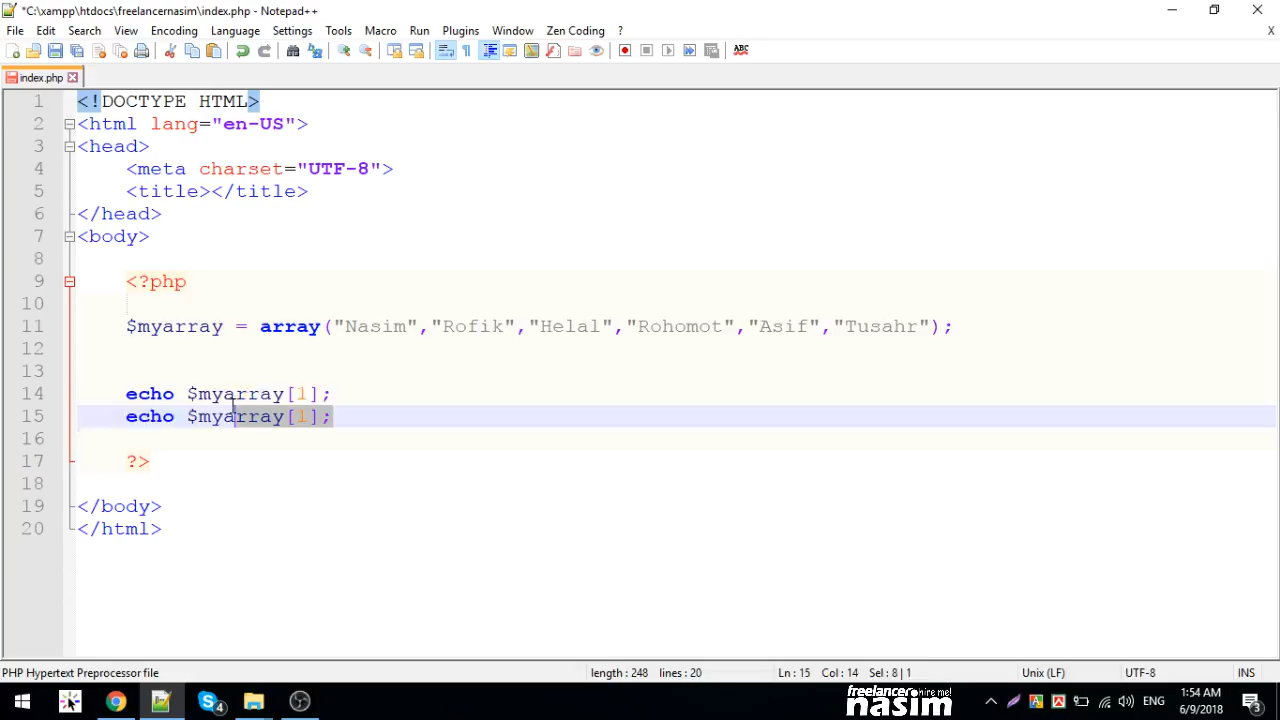 *C:\xampp\htdocs\freelancernasim\index.php - Notepad++
File Edit Search View Encoding Language Settings Tools Macro Run Plugins Window Zen Coding ? X
index.php
1 <!DOCTYPE HTML>
2 <html lang="en-US">
3 <head>
4 <meta charset="UTF-8">
5 <title></title>
6 </head>
7 <body>
8
9 <?php
10
11 $myarray = array("Nasim","Rofik","Helal","Rohomot","Asif","Tusahr");
12
13
14 echo $myarray[1];
15 echo $myarray[1];
16
17 ?>
18
19 </body>
20 </html>
PHP Hypertext Preprocessor file length : 248 lines : 20 Ln : 15 Col : 14 Sel : 8 | 1 Unix (LF) UTF-8 INS
freelancer hire me!
nasim
ENG
1:54 AM
6/9/2018